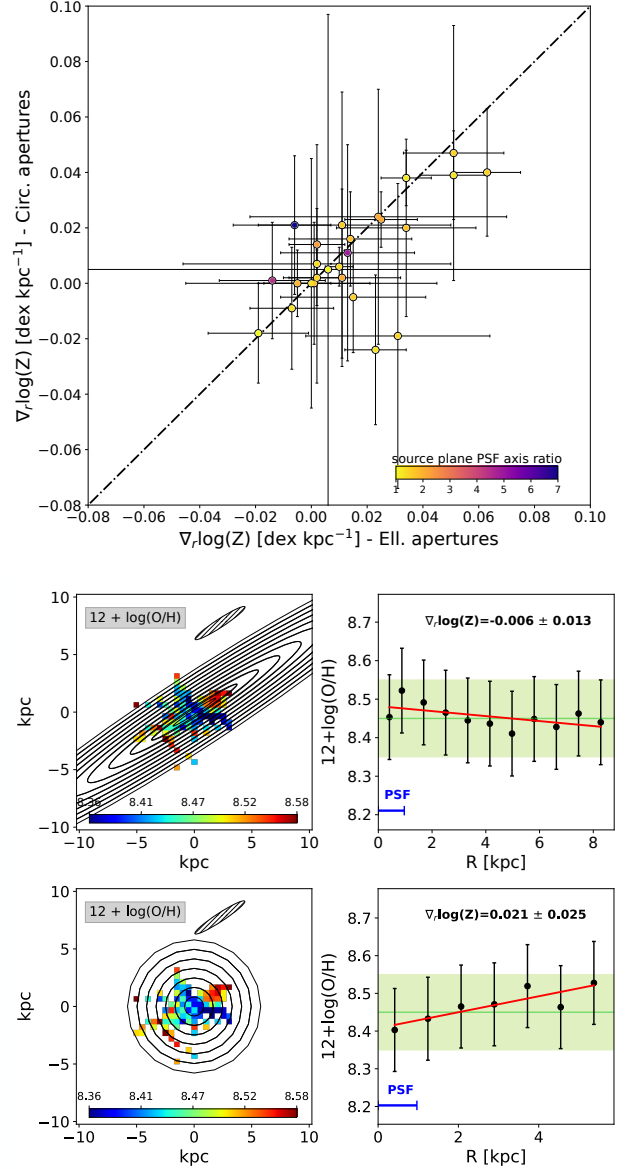 0.10
0.08
0.06
0.04
0.02
0.00
−0.02
−0.04
−0.06
−0.08
∇ᵣlog(Z) [dex kpc⁻¹] - Circ. apertures
source plane PSF axis ratio
1 2 3 4 5 6 7
−0.08 −0.06 −0.04 −0.02 0.00 0.02 0.04 0.06 0.08 0.10
∇ᵣlog(Z) [dex kpc⁻¹] - Ell. apertures
12 + log(O/H)
10
5
0
−5
−10
kpc
8.36 8.41 8.47 8.52 8.58
−10 −5 0 5 10
kpc
∇ᵣlog(Z)=-0.006 ± 0.013
8.7
8.6
8.5
8.4
8.3
8.2
12+log(O/H)
PSF
0 2 4 6 8
R [kpc]
12 + log(O/H)
10
5
0
−5
−10
kpc
8.36 8.41 8.47 8.52 8.58
−10 −5 0 5 10
kpc
∇ᵣlog(Z)=0.021 ± 0.025
8.7
8.6
8.5
8.4
8.3
8.2
12+log(O/H)
PSF
0 2 4
R [kpc]